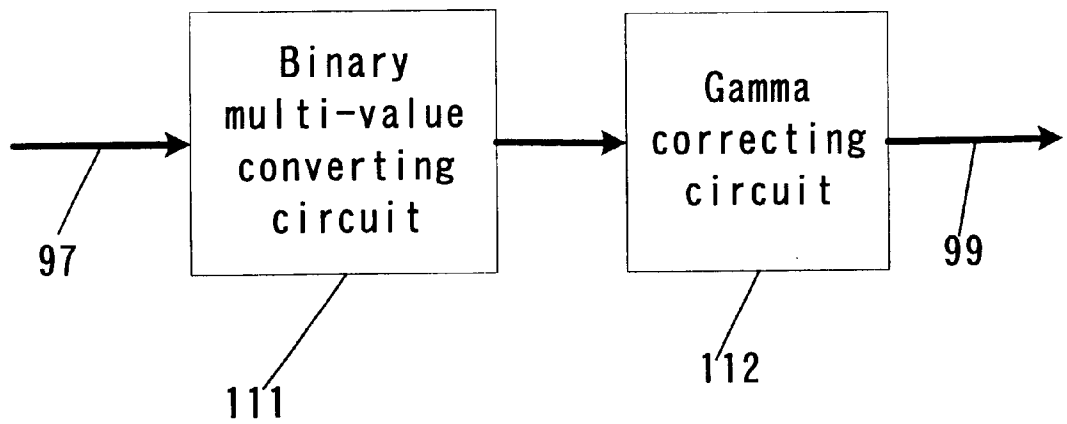 Binary
multi-value
converting
circuit
Gamma
correcting
circuit
97
99
111
112